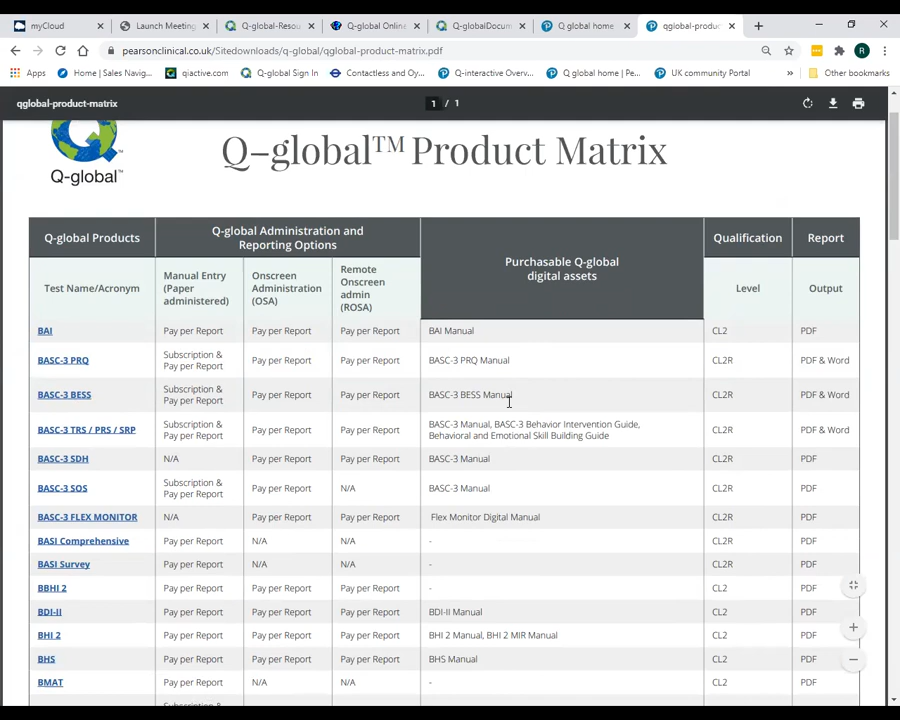 myCloud
Launch Meetin
Q-global-Resou
Q-global Online
Q-globalDocum
Q global home
qglobal-produc
pearsonclinical.co.uk/Sitedownloads/q-global/qglobal-product-matrix.pdf
R
Apps
Home | Sales Navig...
qiactive.com
Q-global Sign In
Contactless and Oy...
Q-interactive Overv...
Q global home | Pe...
UK community Portal
»
Other bookmarks
qglobal-product-matrix
1 / 1
Q-global™
Q–global™ Product Matrix
Q-global Products
Q-global Administration and
Reporting Options
Purchasable Q-global
digital assets
Qualification
Report
Test Name/Acronym
Manual Entry
(Paper
administered)
Onscreen
Administration
(OSA)
Remote
Onscreen
admin
(ROSA)
Level
Output
BAI Pay per Report Pay per Report Pay per Report BAI Manual CL2 PDF
BASC-3 PRQ Subscription &
Pay per Report Pay per Report Pay per Report BASC-3 PRQ Manual CL2R PDF & Word
BASC-3 BESS Subscription &
Pay per Report Pay per Report Pay per Report BASC-3 BESS Manual CL2R PDF & Word
BASC-3 TRS / PRS / SRP Subscription & BASC-3 Manual, BASC-3 Behavior Intervention Guide,
Pay per Report Pay per Report Pay per Report Behavioral and Emotional Skill Building Guide CL2R PDF & Word
BASC-3 SDH N/A Pay per Report Pay per Report BASC-3 Manual CL2R PDF
BASC-3 SOS Subscription &
Pay per Report Pay per Report N/A BASC-3 Manual CL2R PDF
BASC-3 FLEX MONITOR N/A Pay per Report Pay per Report Flex Monitor Digital Manual CL2R PDF
BASI Comprehensive Pay per Report N/A N/A - CL2R PDF
BASI Survey Pay per Report N/A N/A - CL2R PDF
BBHI 2 Pay per Report Pay per Report Pay per Report - CL2 PDF
BDI-II Pay per Report Pay per Report Pay per Report BDI-II Manual CL2 PDF
BHI 2 Pay per Report Pay per Report Pay per Report BHI 2 Manual, BHI 2 MIR Manual CL2 PDF
BHS Pay per Report Pay per Report Pay per Report BHS Manual CL2 PDF
BMAT Pay per Report N/A N/A - CL2 PDF